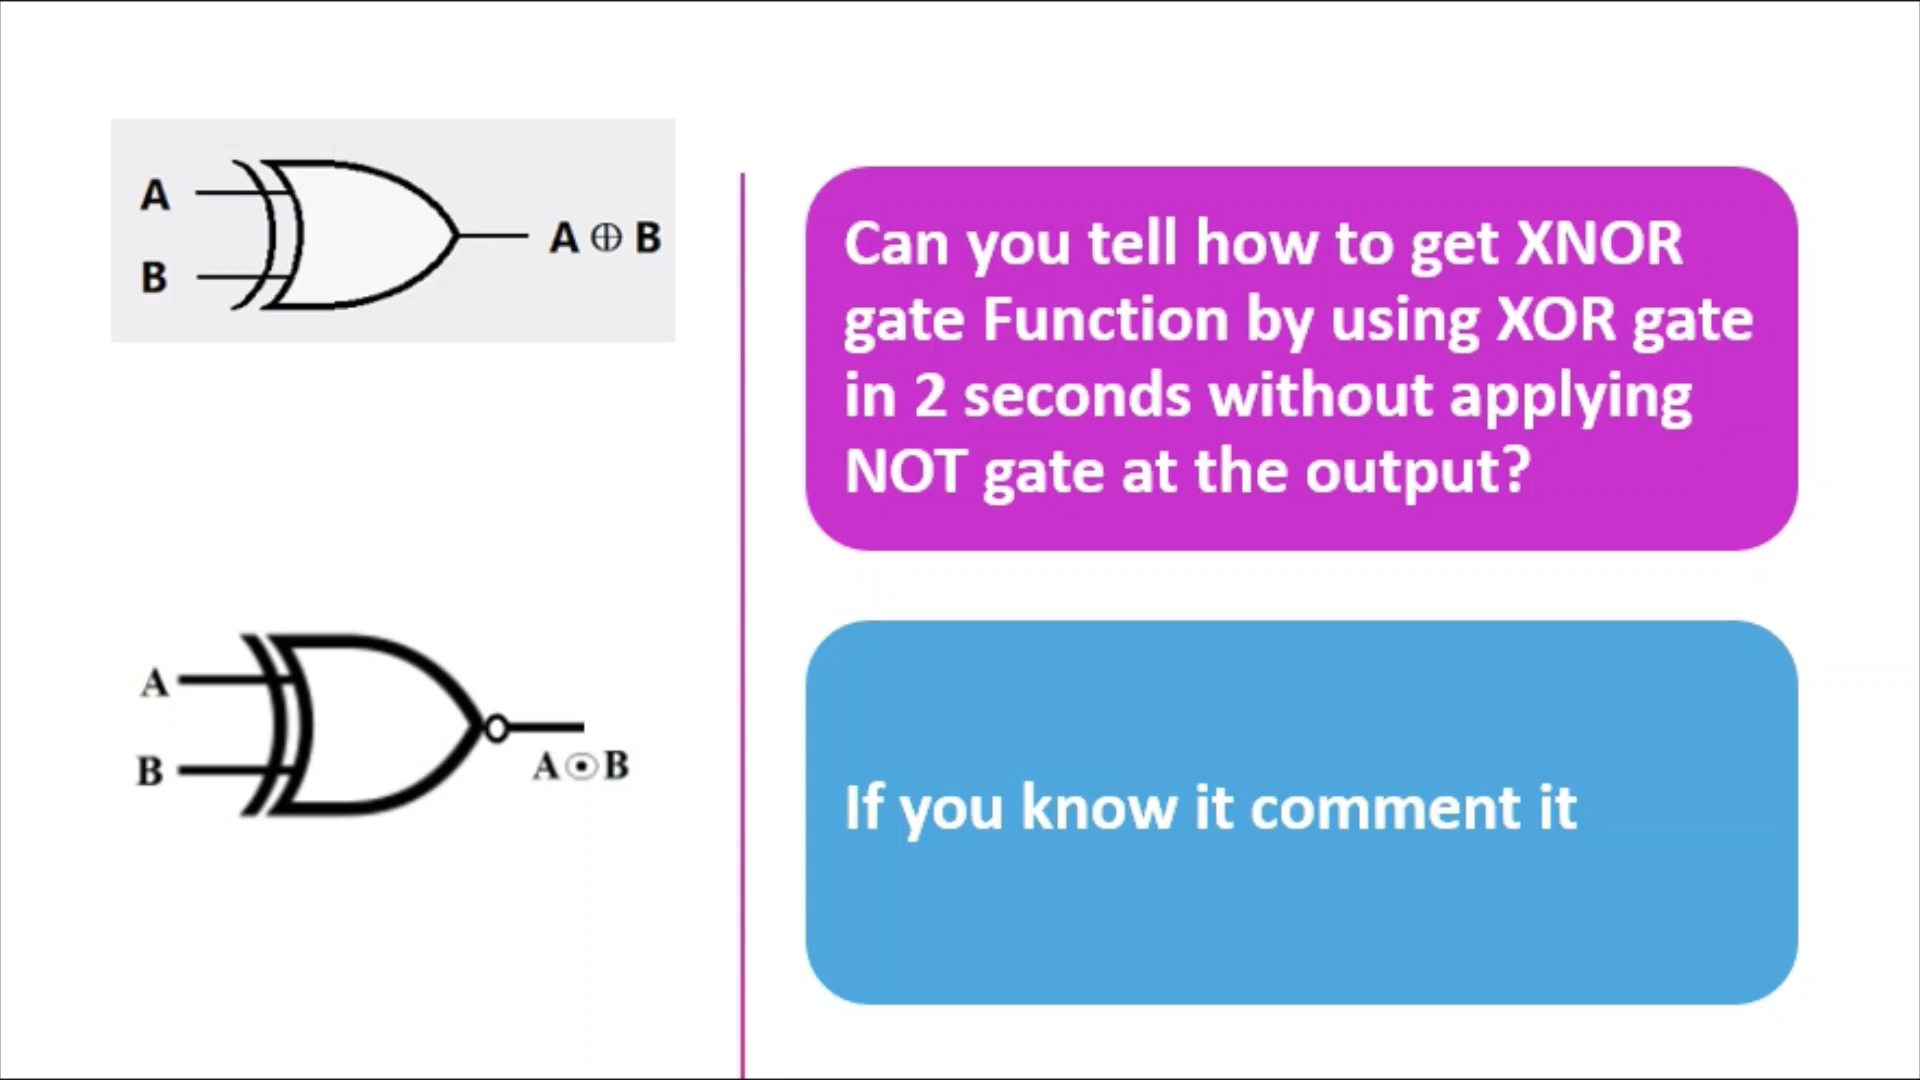 A
B
A ⊕ B
Can you tell how to get XNOR
gate Function by using XOR gate
in 2 seconds without applying
NOT gate at the output?
A
B
A⊙B
If you know it comment it